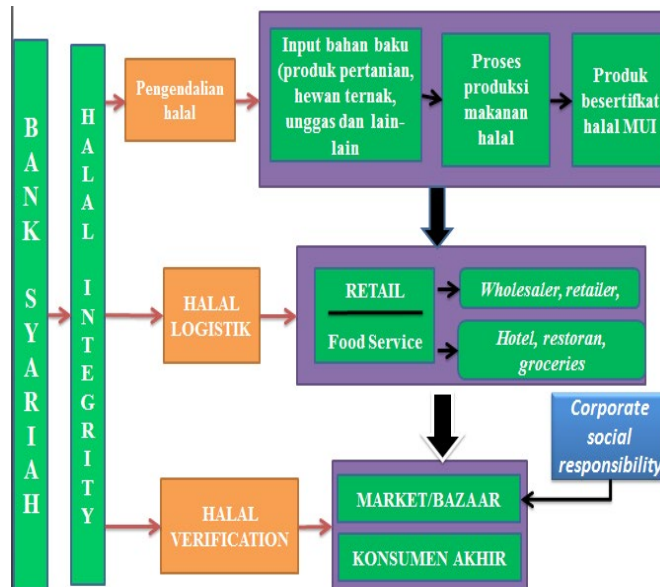 BANK SYARIAH
HALAL INTEGRITY
Pengendalian
halal
Input bahan baku
(produk pertanian,
hewan ternak,
unggas dan lain-
lain
Proses
produksi
makanan
halal
Produk
besertifkat
halal MUI
HALAL
LOGISTIK
RETAIL
Food Service
Wholesaler, retailer,
Hotel, restoran,
groceries
Corporate
social
responsibility
HALAL
VERIFICATION
MARKET/BAZAAR
KONSUMEN AKHIR